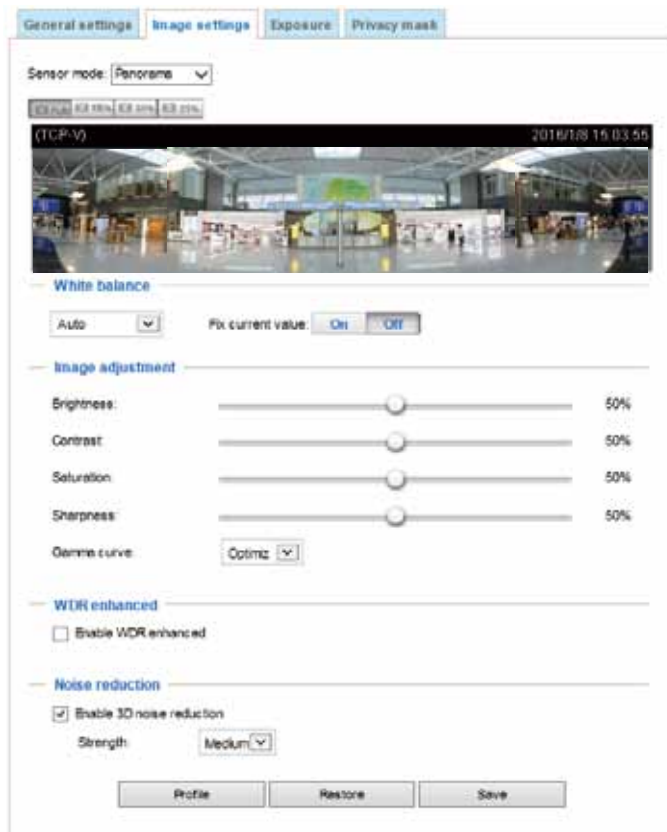 General settings Image settings Exposure Privacy mask
Sensor mode: Panorama
(TCP-V) 2016/1/8 15:03:55
White balance
Auto Fix current value: On Off
Image adjustment
Brightness: 50%
Contrast: 50%
Saturation: 50%
Sharpness: 50%
Gamma curve: Optimiz
WDR enhanced
Enable WDR enhanced
Noise reduction
Enable 3D noise reduction
Strength: Medium
Profile Restore Save